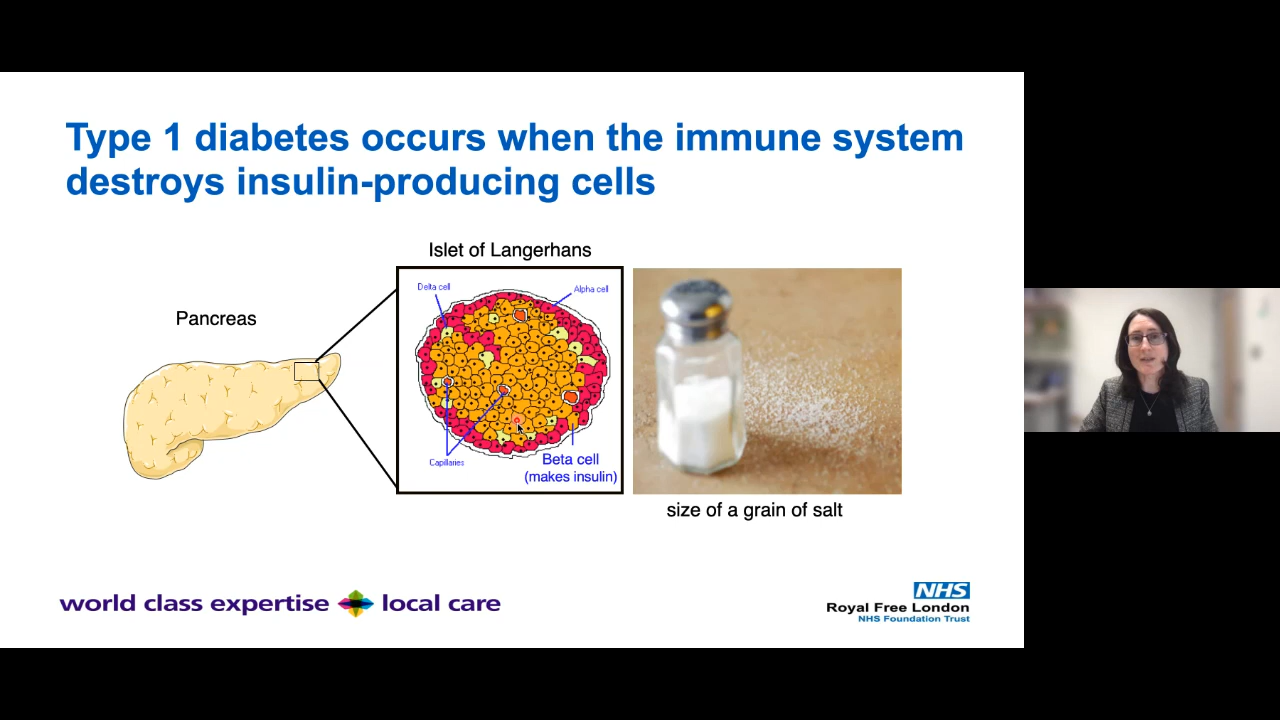 Type 1 diabetes occurs when the immune system
destroys insulin-producing cells
Islet of Langerhans
Pancreas
Delta cell
Alpha cell
Capillaries
Beta cell
(makes insulin)
size of a grain of salt
world class expertise local care
NHS
Royal Free London
NHS Foundation Trust